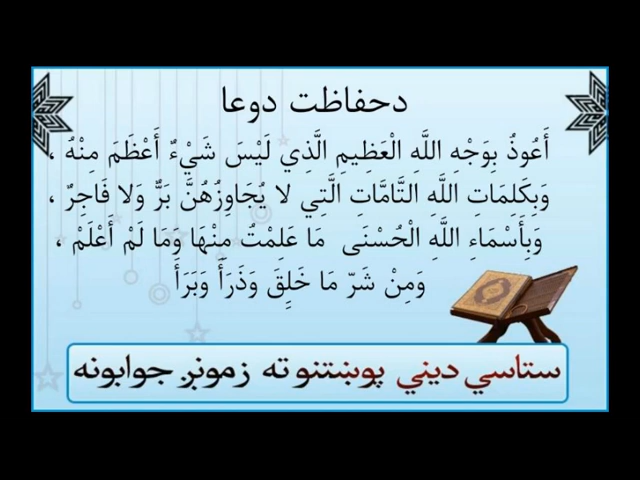 دحفاظت دوعا
أَعُوذُ بِوَجْهِ اللَّهِ الْعَظِيمِ الَّذِي لَيْسَ شَيْءٌ أَعْظَمَ مِنْهُ ،
وَبِكَلِمَاتِ اللَّهِ التَّامَّاتِ الَّتِي لا يُجَاوِزُهُنَّ بَرٌّ وَلا فَاجِرٌ ،
وَبِأَسْمَاءِ اللَّهِ الْحُسْنَى مَا عَلِمْتُ مِنْهَا وَمَا لَمْ أَعْلَمْ ،
وَمِنْ شَرِّ مَا خَلِقَ وَذَرَأَ وَبَرَأَ
ستاسي ديني پوښتنو ته زمونږ جوابونه